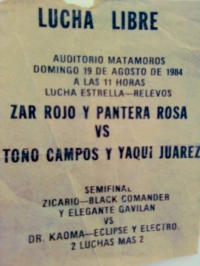 LUCHA LIBRE
AUDITORIO MATAMOROS
DOMINGO 19 DE AGOSTO DE 1984
A LAS 11 HORAS
LUCHA ESTRELLA-RELEVOS
ZAR ROJO Y PANTERA ROSA
VS
TOÑO CAMPOS Y YAQUI JUAREZ
SEMIFINAL
ZICARIO-BLACK COMANDER
Y ELEGANTE GAVILAN
VS
DR. KAOMA-ECLIPSE Y ELECTRO.
2 LUCHAS MAS 2